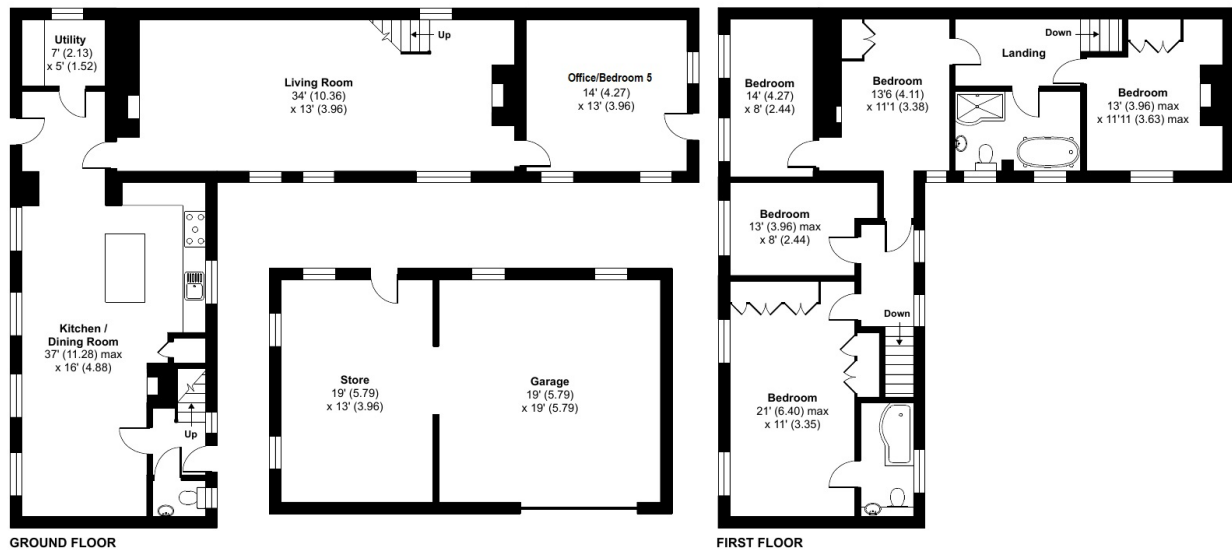 Utility
7' (2.13)
x 5' (1.52)
Up
Living Room
34' (10.36)
x 13' (3.96)
Office/Bedroom 5
14' (4.27)
x 13' (3.96)
Kitchen /
Dining Room
37' (11.28) max
x 16' (4.88)
Up
Store
19' (5.79)
x 13' (3.96)
Garage
19' (5.79)
x 19' (5.79)
GROUND FLOOR
Bedroom
14' (4.27)
x 8' (2.44)
Bedroom
13'6 (4.11)
x 11'1 (3.38)
Landing
Down
Bedroom
13' (3.96) max
x 11'11 (3.63) max
Bedroom
13' (3.96) max
x 8' (2.44)
Down
Bedroom
21' (6.40) max
x 11' (3.35)
FIRST FLOOR